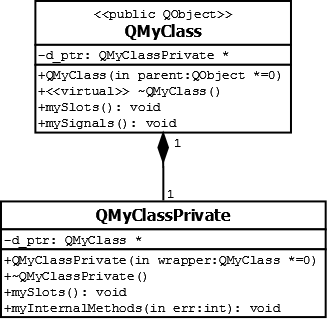 <<public QObject>>
QMyClass
-d_ptr: QMyClassPrivate *
+QMyClass(in parent:QObject *=0)
+<<virtual>> ~QMyClass()
+mySlots(): void
+mySignals(): void
1
1
QMyClassPrivate
-d_ptr: QMyClass *
+QMyClassPrivate(in wrapper:QMyClass *=0)
+~QMyClassPrivate()
+mySlots(): void
+myInternalMethods(in err:int): void